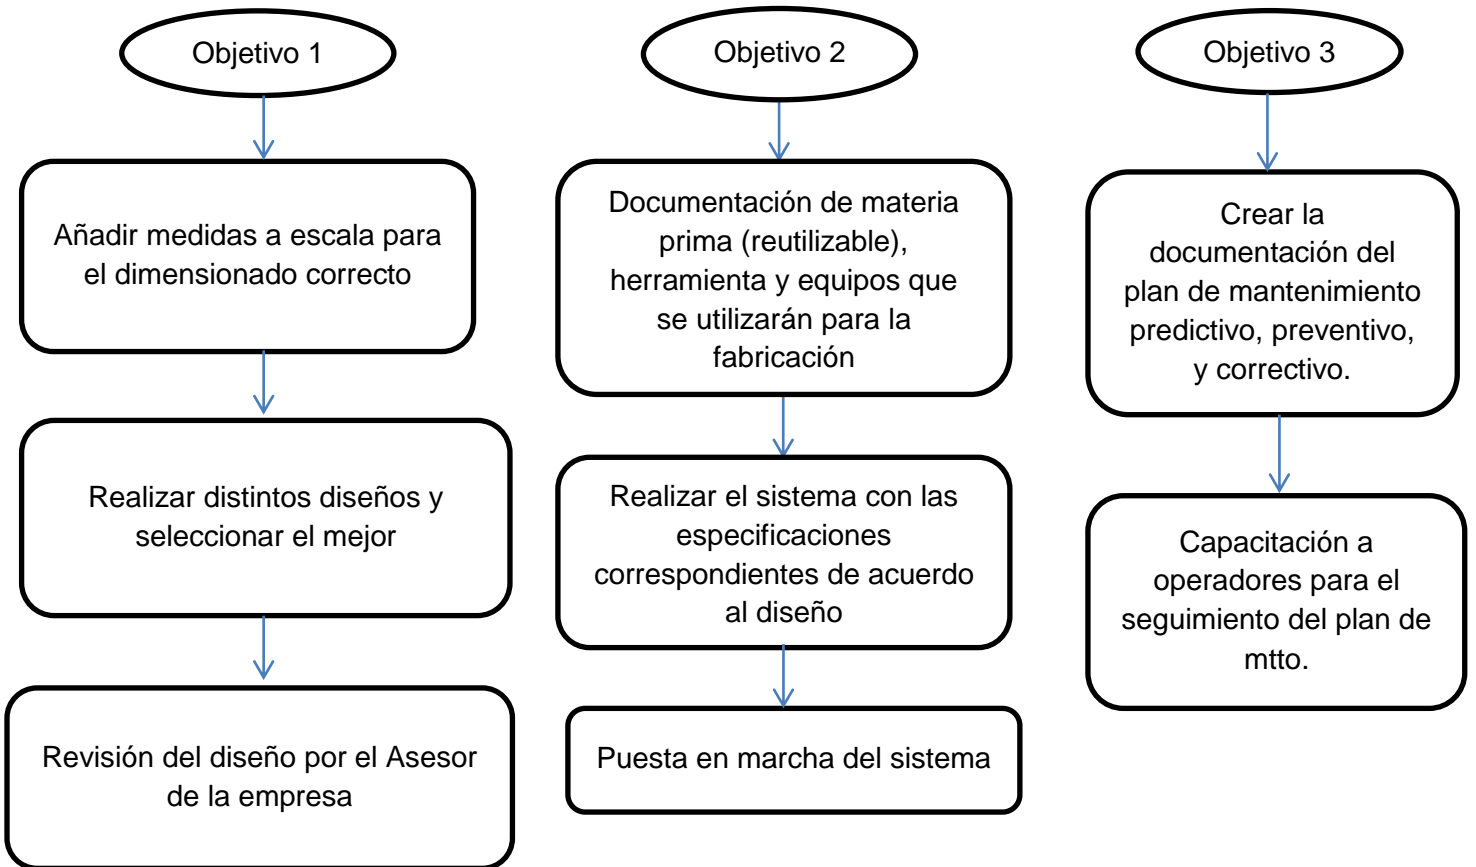 Objetivo 1
Añadir medidas a escala para
el dimensionado correcto
Realizar distintos diseños y
seleccionar el mejor
Revisión del diseño por el Asesor
de la empresa
Objetivo 2
Documentación de materia
prima (reutilizable),
herramienta y equipos que
se utilizarán para la
fabricación
Realizar el sistema con las
especificaciones
correspondientes de acuerdo
al diseño
Puesta en marcha del sistema
Objetivo 3
Crear la
documentación del
plan de mantenimiento
predictivo, preventivo,
y correctivo.
Capacitación a
operadores para el
seguimiento del plan de
mtto.